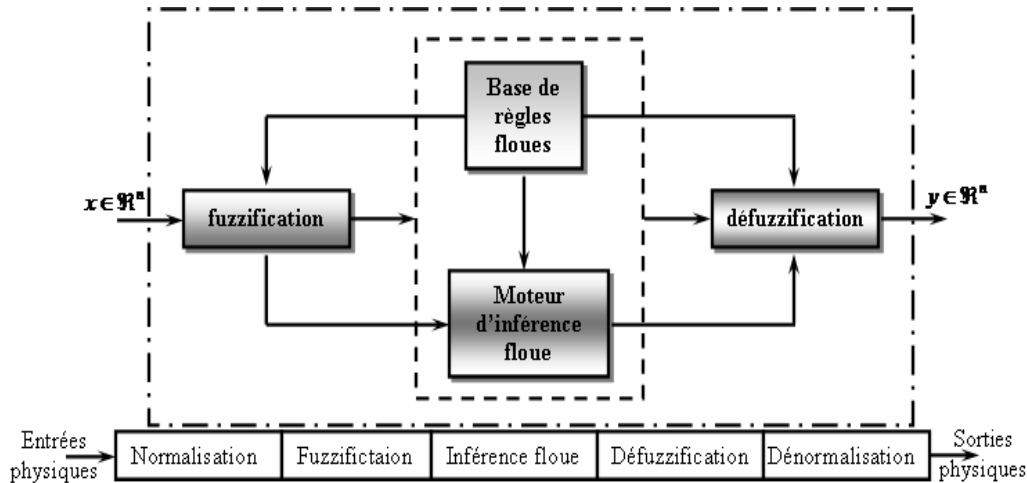 Base de
règles
floues
x∈ℜⁿ
fuzzification
défuzzification
y∈ℜⁿ
Moteur
d'inférence
floue
Entrées
physiques
Normalisation
Fuzzifictaion
Inférence floue
Défuzzification
Dénormalisation
Sorties
physiques